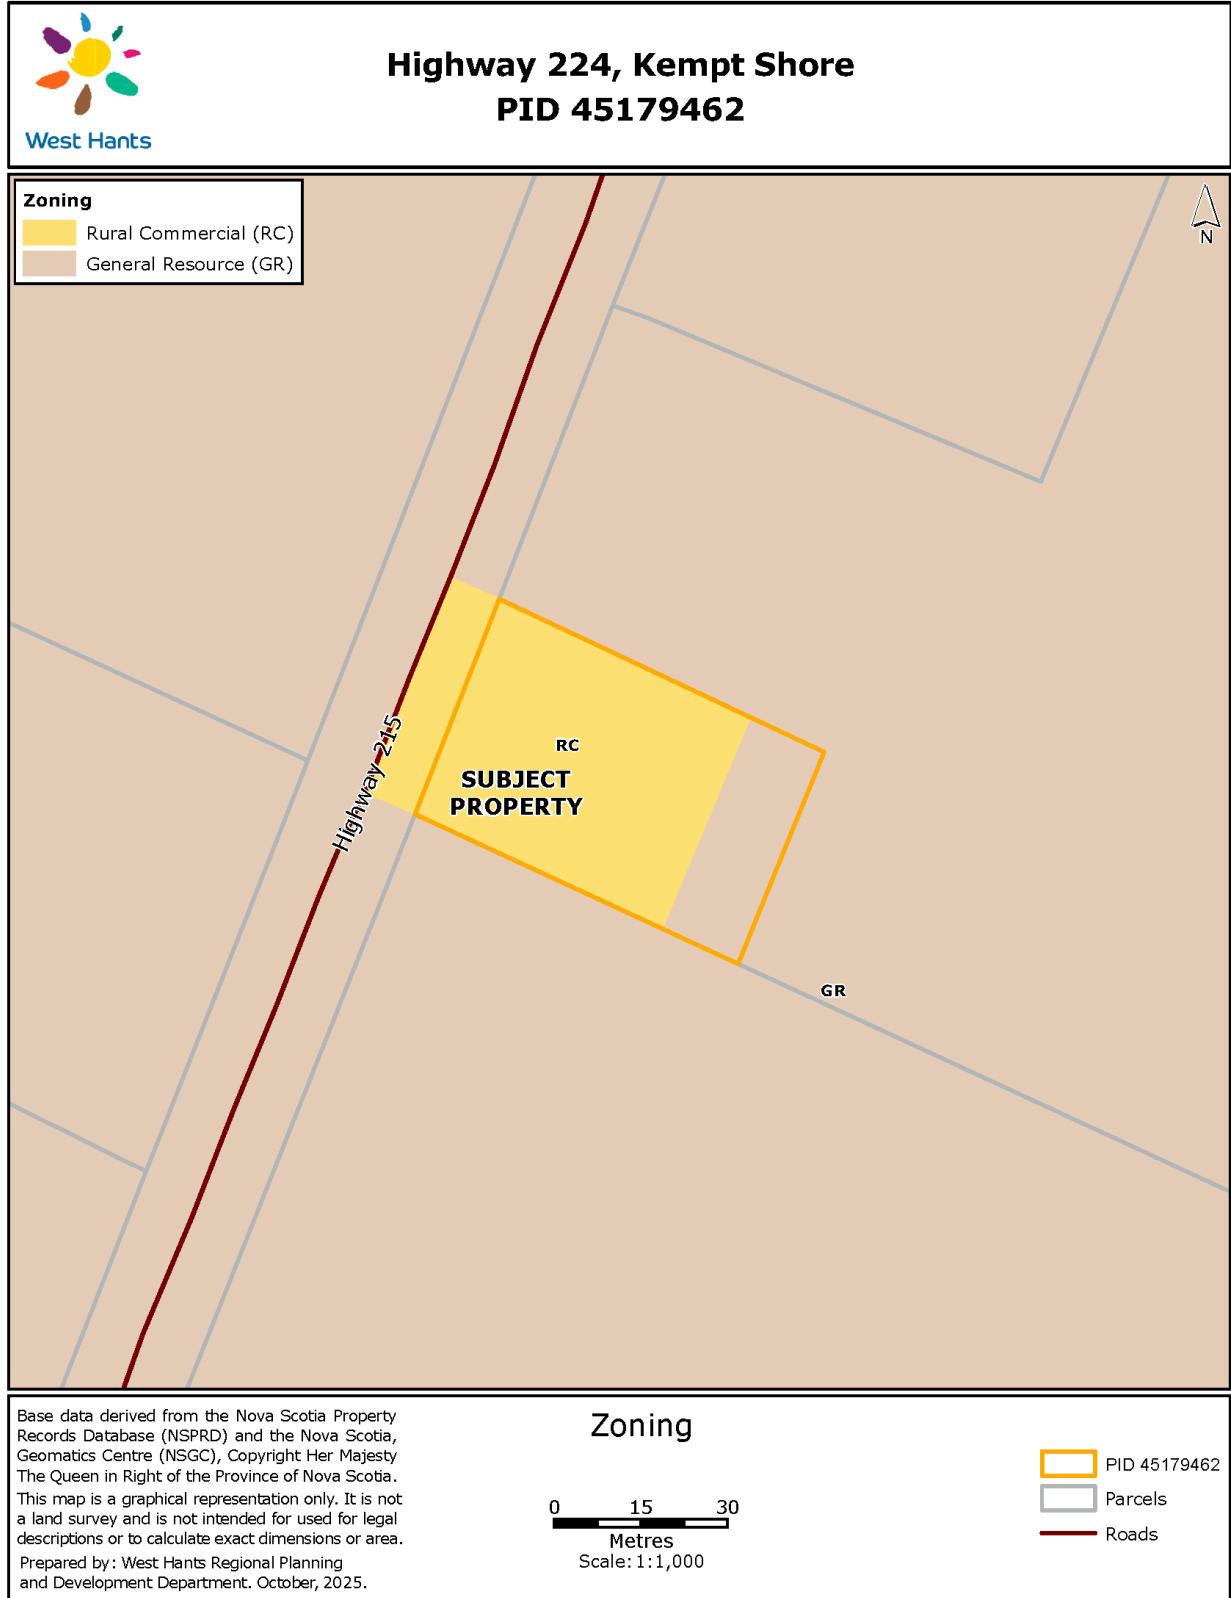 Highway 224, Kempt Shore
PID 45179462
West Hants
Zoning
Rural Commercial (RC)
General Resource (GR)
N
Highway 215
RC
SUBJECT
PROPERTY
GR
Base data derived from the Nova Scotia Property
Records Database (NSPRD) and the Nova Scotia,
Geomatics Centre (NSGC), Copyright Her Majesty
The Queen in Right of the Province of Nova Scotia.
This map is a graphical representation only. It is not
a land survey and is not intended for used for legal
descriptions or to calculate exact dimensions or area.
Prepared by: West Hants Regional Planning
and Development Department. October, 2025.
Zoning
0 15 30
Metres
Scale: 1:1,000
PID 45179462
Parcels
Roads